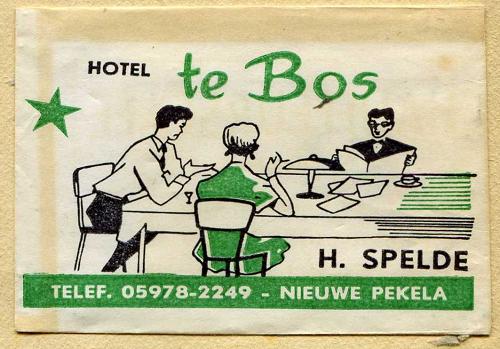 HOTEL te Bos
H. SPELDE
TELEF. 05978-2249 - NIEUWE PEKELA